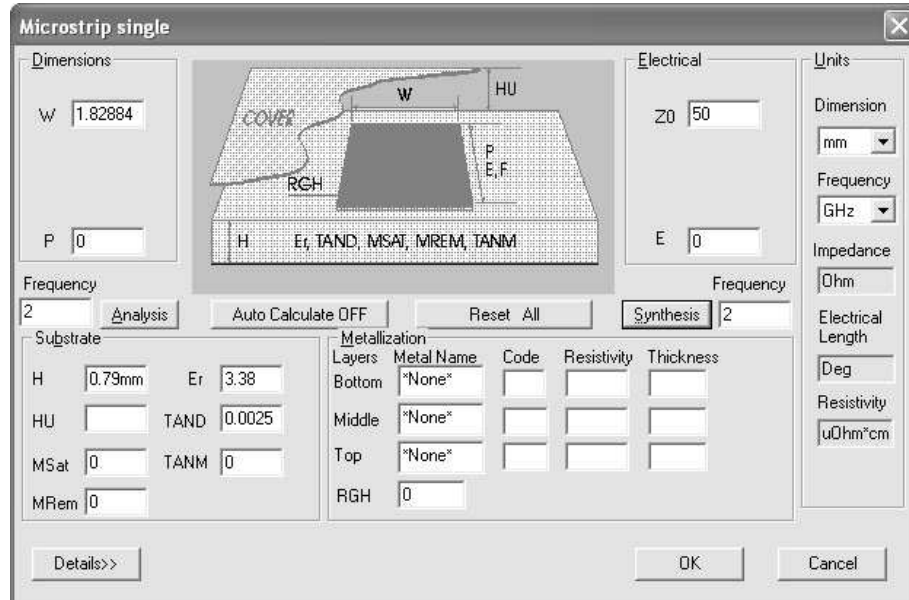 Microstrip single
Dimensions
W 1.82884
P 0
COVER
W
HU
P
E,F
RGH
H Er, TAND, MSAT, MREM, TANM
Electrical
Z0 50
E 0
Units
Dimension
mm
Frequency
GHz
Impedance
Ohm
Electrical
Length
Deg
Resistivity
uOhm*cm
Frequency
2 Analysis
Auto Calculate OFF
Reset All
Frequency
Synthesis 2
Substrate
H 0.79mm Er 3.38
HU TAND 0.0025
MSat 0 TANM 0
MRem 0
Metallization
Layers Metal Name Code Resistivity Thickness
Bottom *None*
Middle *None*
Top *None*
RGH 0
Details>>
OK
Cancel